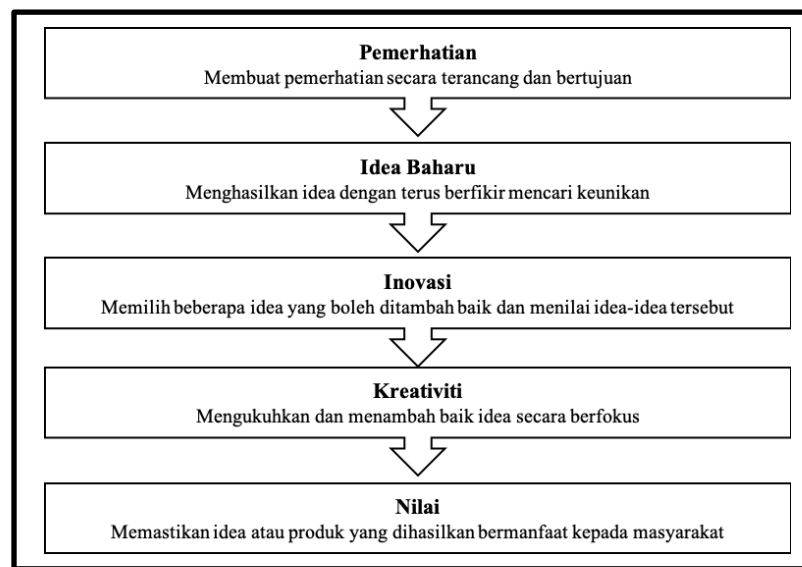 Pemerhatian
Membuat pemerhatian secara terancang dan bertujuan
Idea Baharu
Menghasilkan idea dengan terus berfikir mencari keunikan
Inovasi
Memilih beberapa idea yang boleh ditambah baik dan menilai idea-idea tersebut
Kreativiti
Mengukuhkan dan menambah baik idea secara berfokus
Nilai
Memastikan idea atau produk yang dihasilkan bermanfaat kepada masyarakat